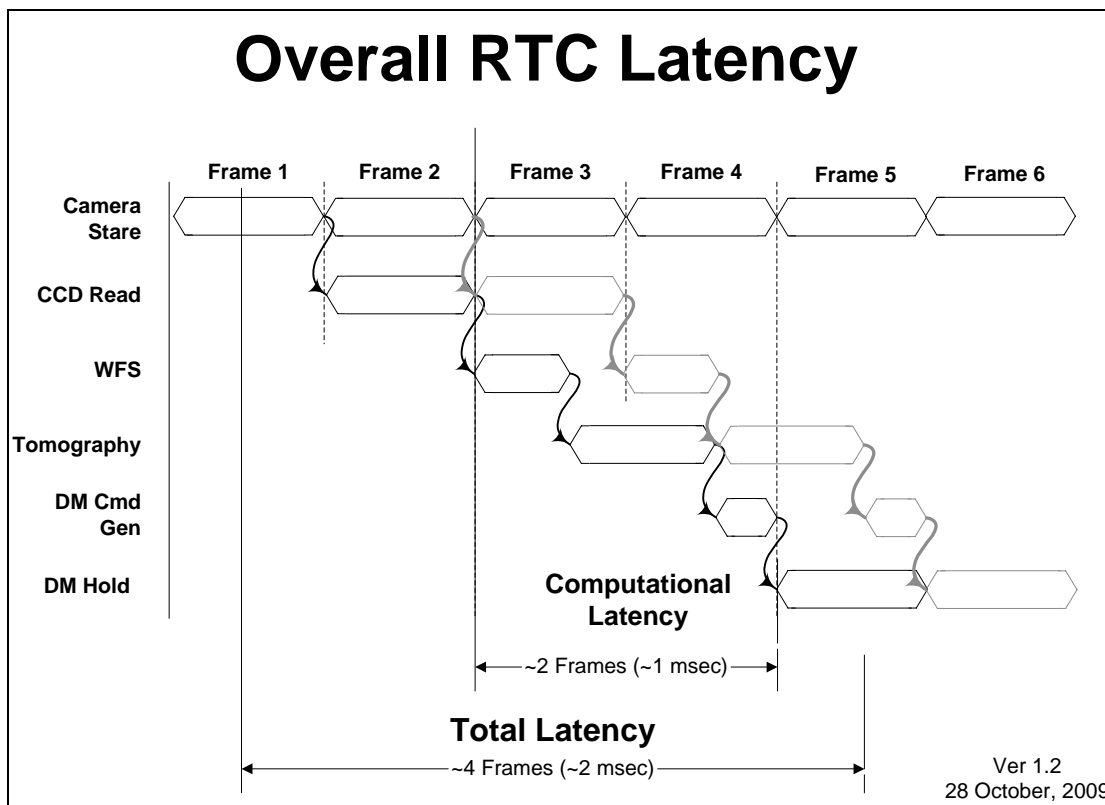 Overall RTC Latency
Frame 1
Frame 2
Frame 3
Frame 4
Frame 5
Frame 6
Camera
Stare
CCD Read
WFS
Tomography
DM Cmd
Gen
DM Hold
Computational
Latency
~2 Frames (~1 msec)
Total Latency
~4 Frames (~2 msec)
Ver 1.2
28 October, 2009